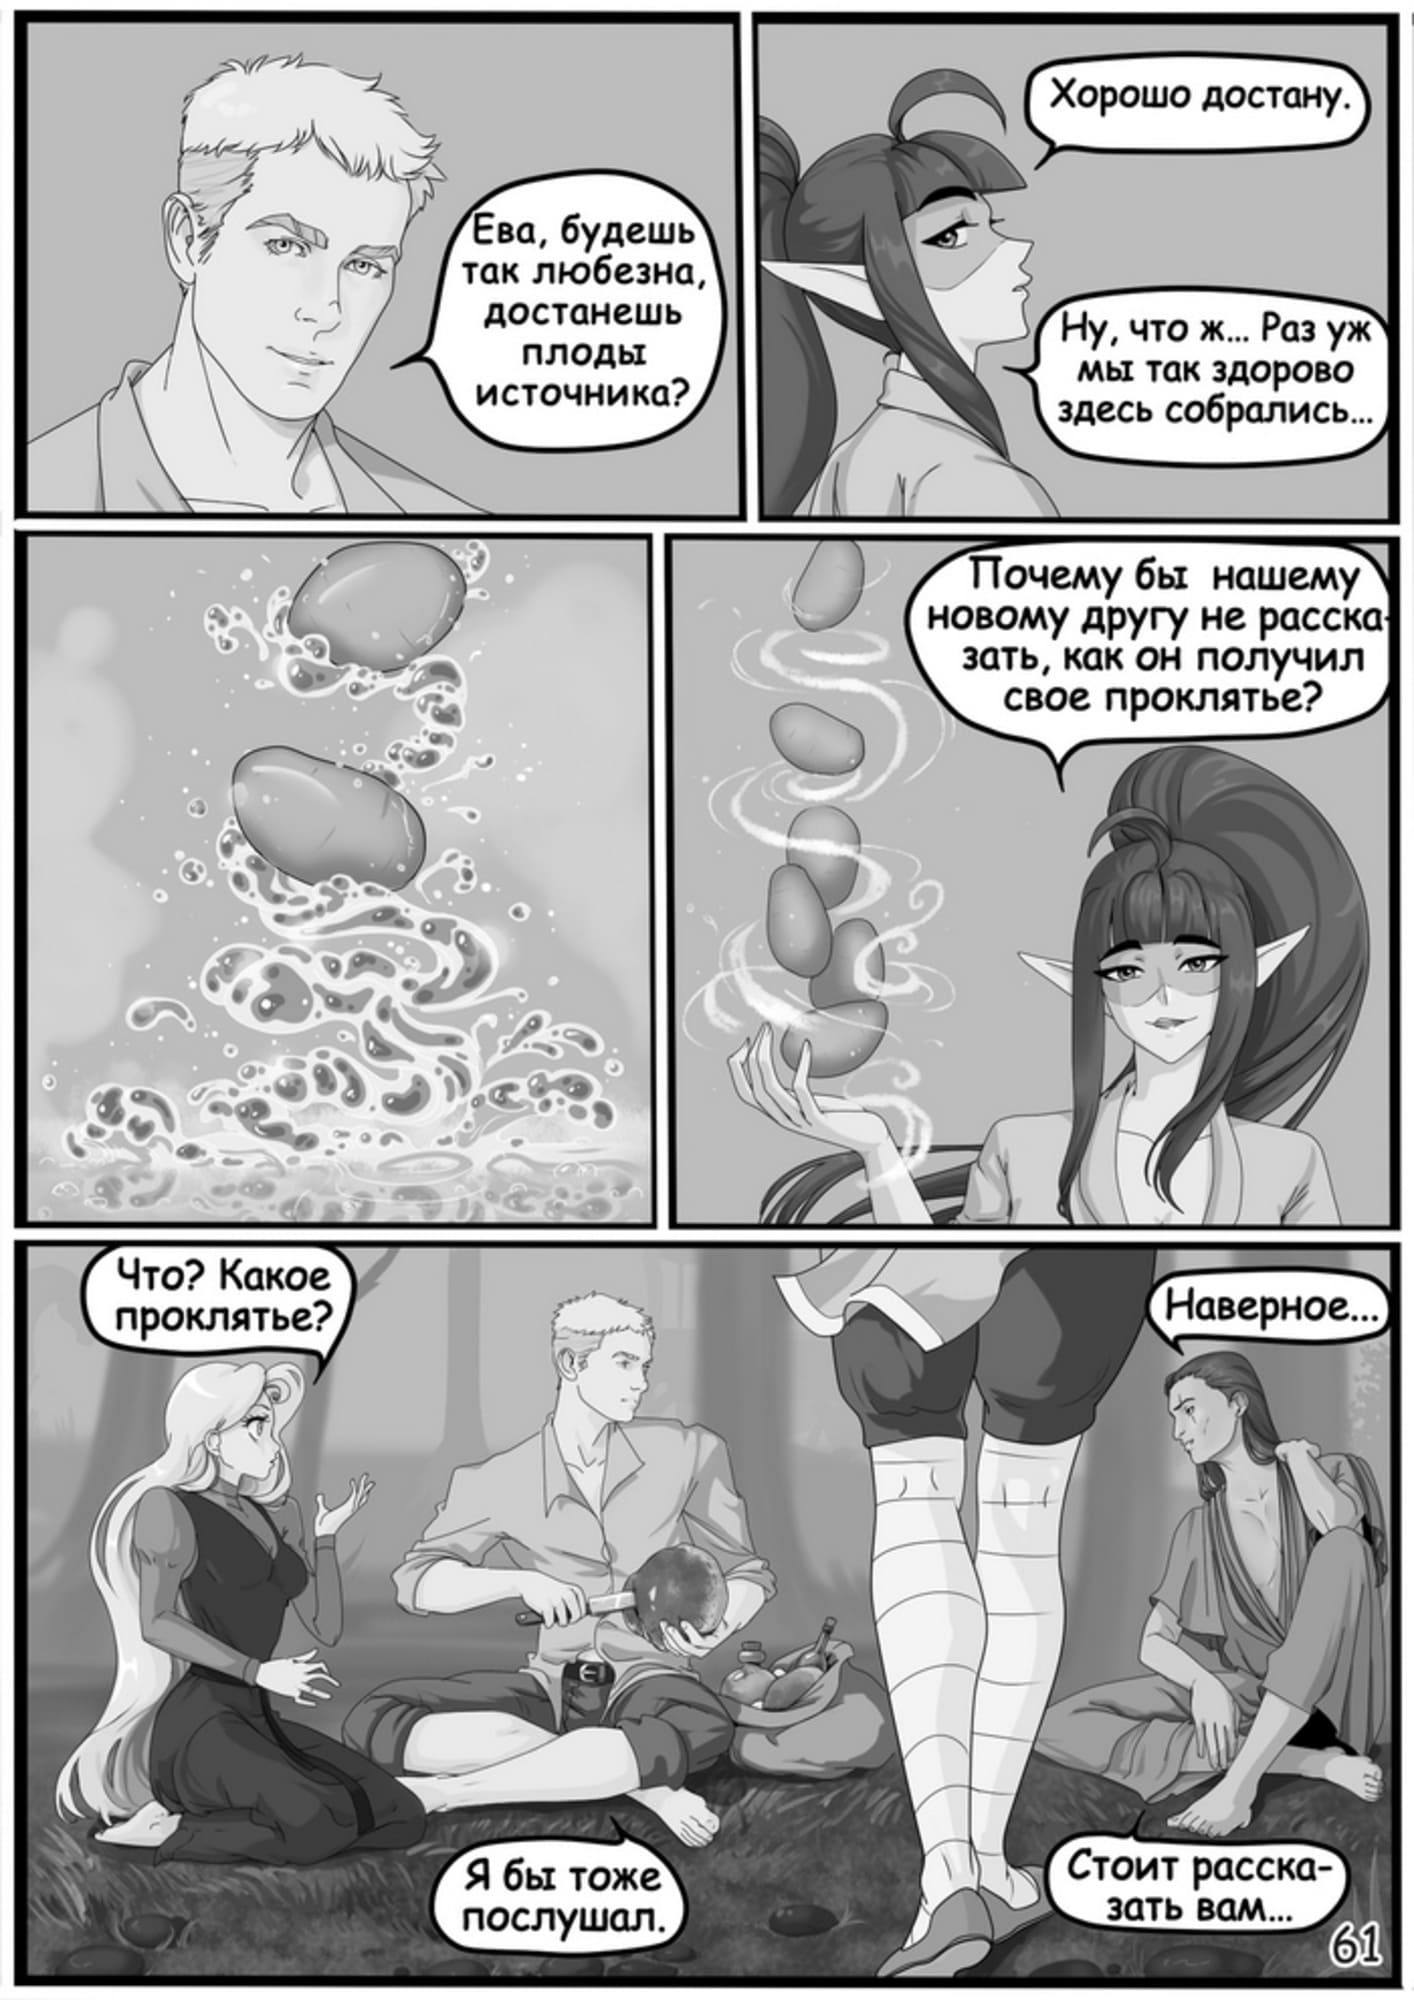 Ева, будешь
так любезна,
достанешь
плоды
источника?
Хорошо достану.
Ну, что ж... Раз уж
мы так здорово
здесь собрались...
Почему бы нашему
новому другу не расска-
зать, как он получил
свое проклятье?
Что? Какое
проклятье?
Наверное...
Я бы тоже
послушал.
Стоит расска-
зать вам...
61